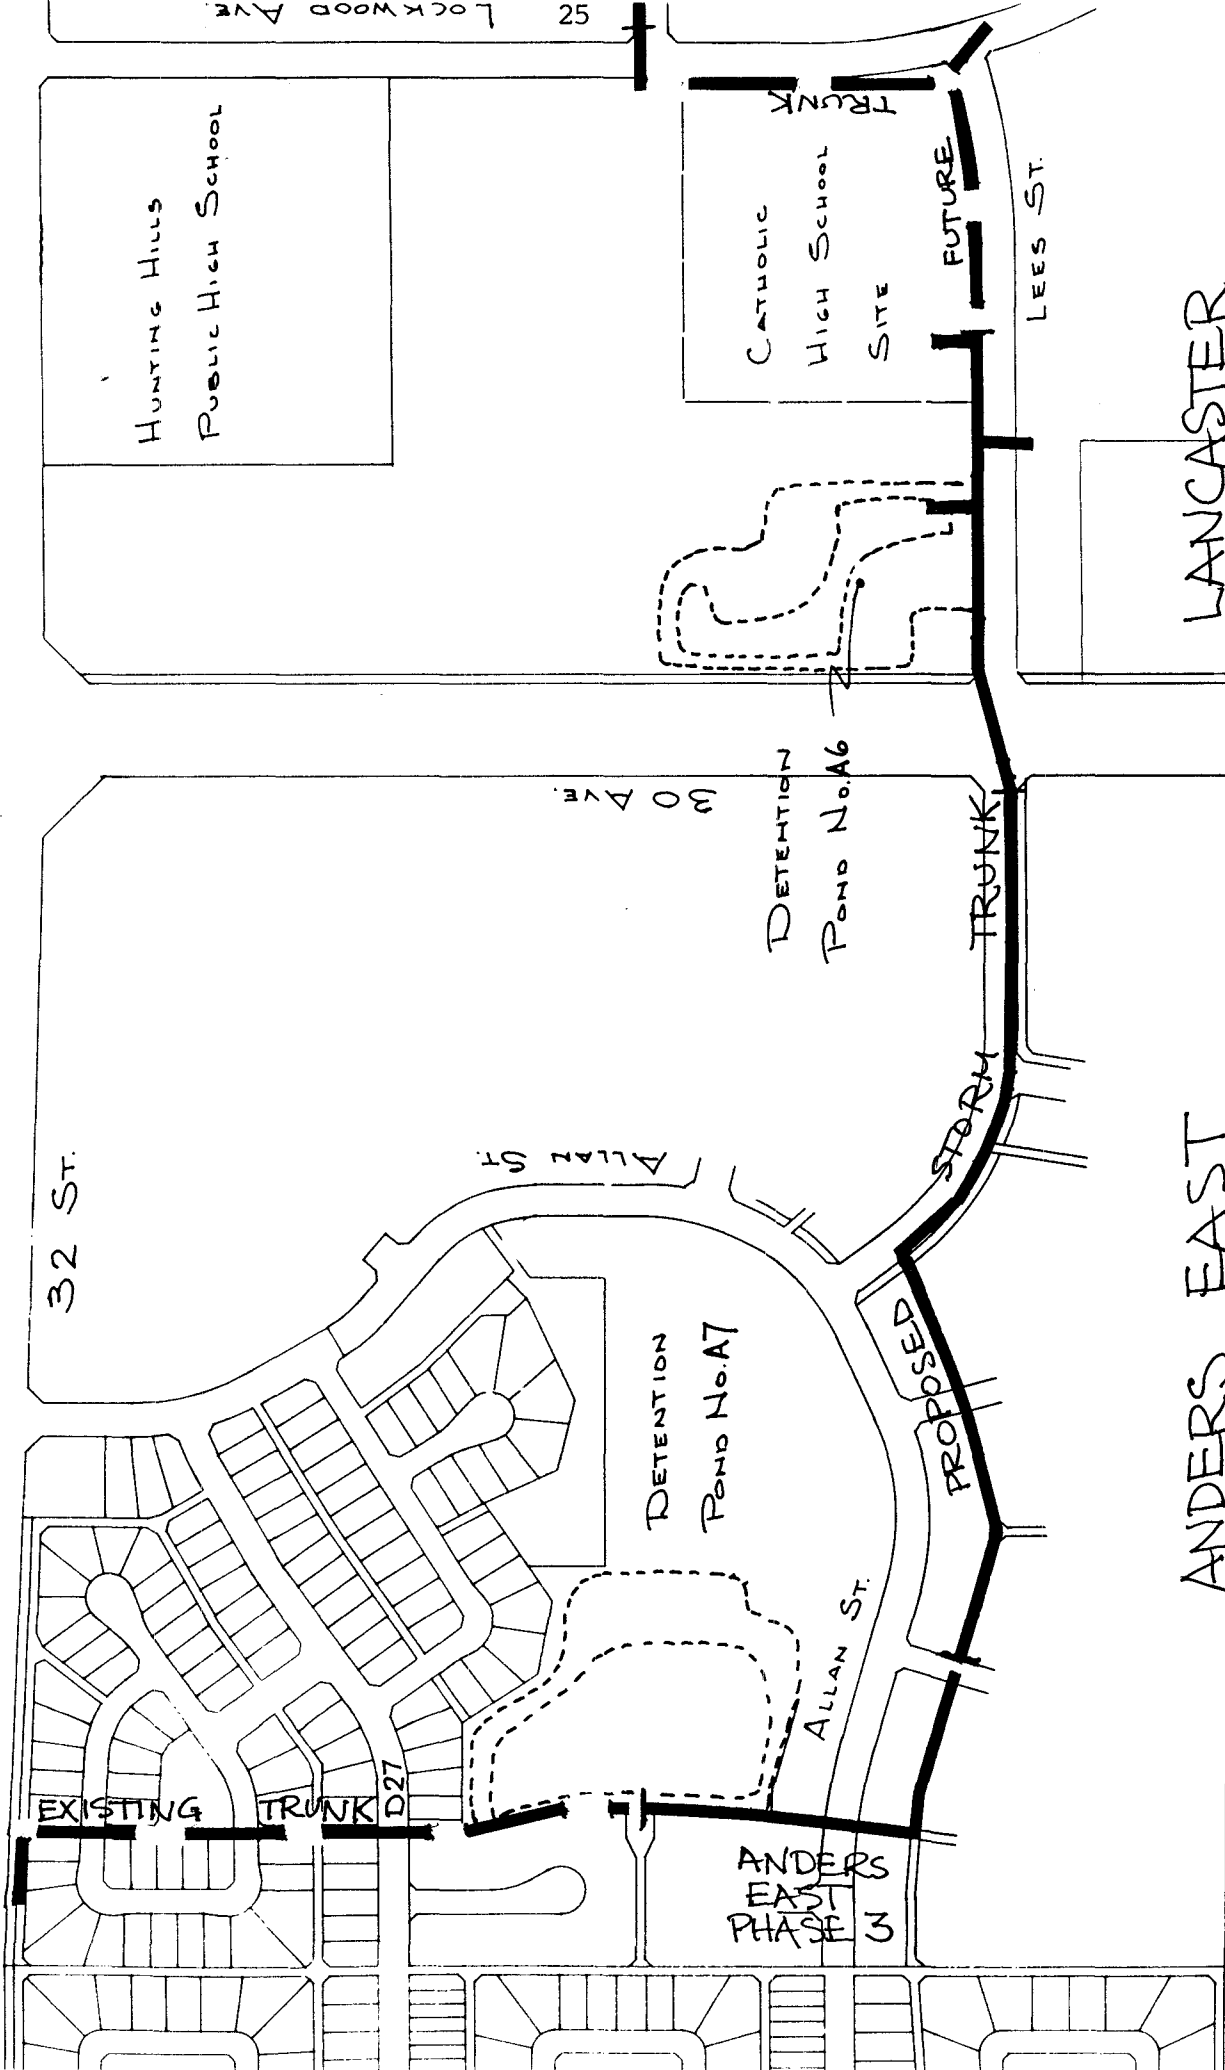 LOCKWOOD AVE.
25
HUNTING HILLS
PUBLIC HIGH SCHOOL
TRUNK
CATHOLIC
HIGH SCHOOL
SITE
FUTURE
LEES ST.
LANCASTER
30 AVE.
DETENTION
POND NO.A6
32 ST.
ALLAN ST.
PROPOSED
STORM
TRUNK
DETENTION
POND NO.A7
ALLAN ST.
ANDERS EAST
EXISTING TRUNK
D27
ANDERS
EAST
PHASE 3